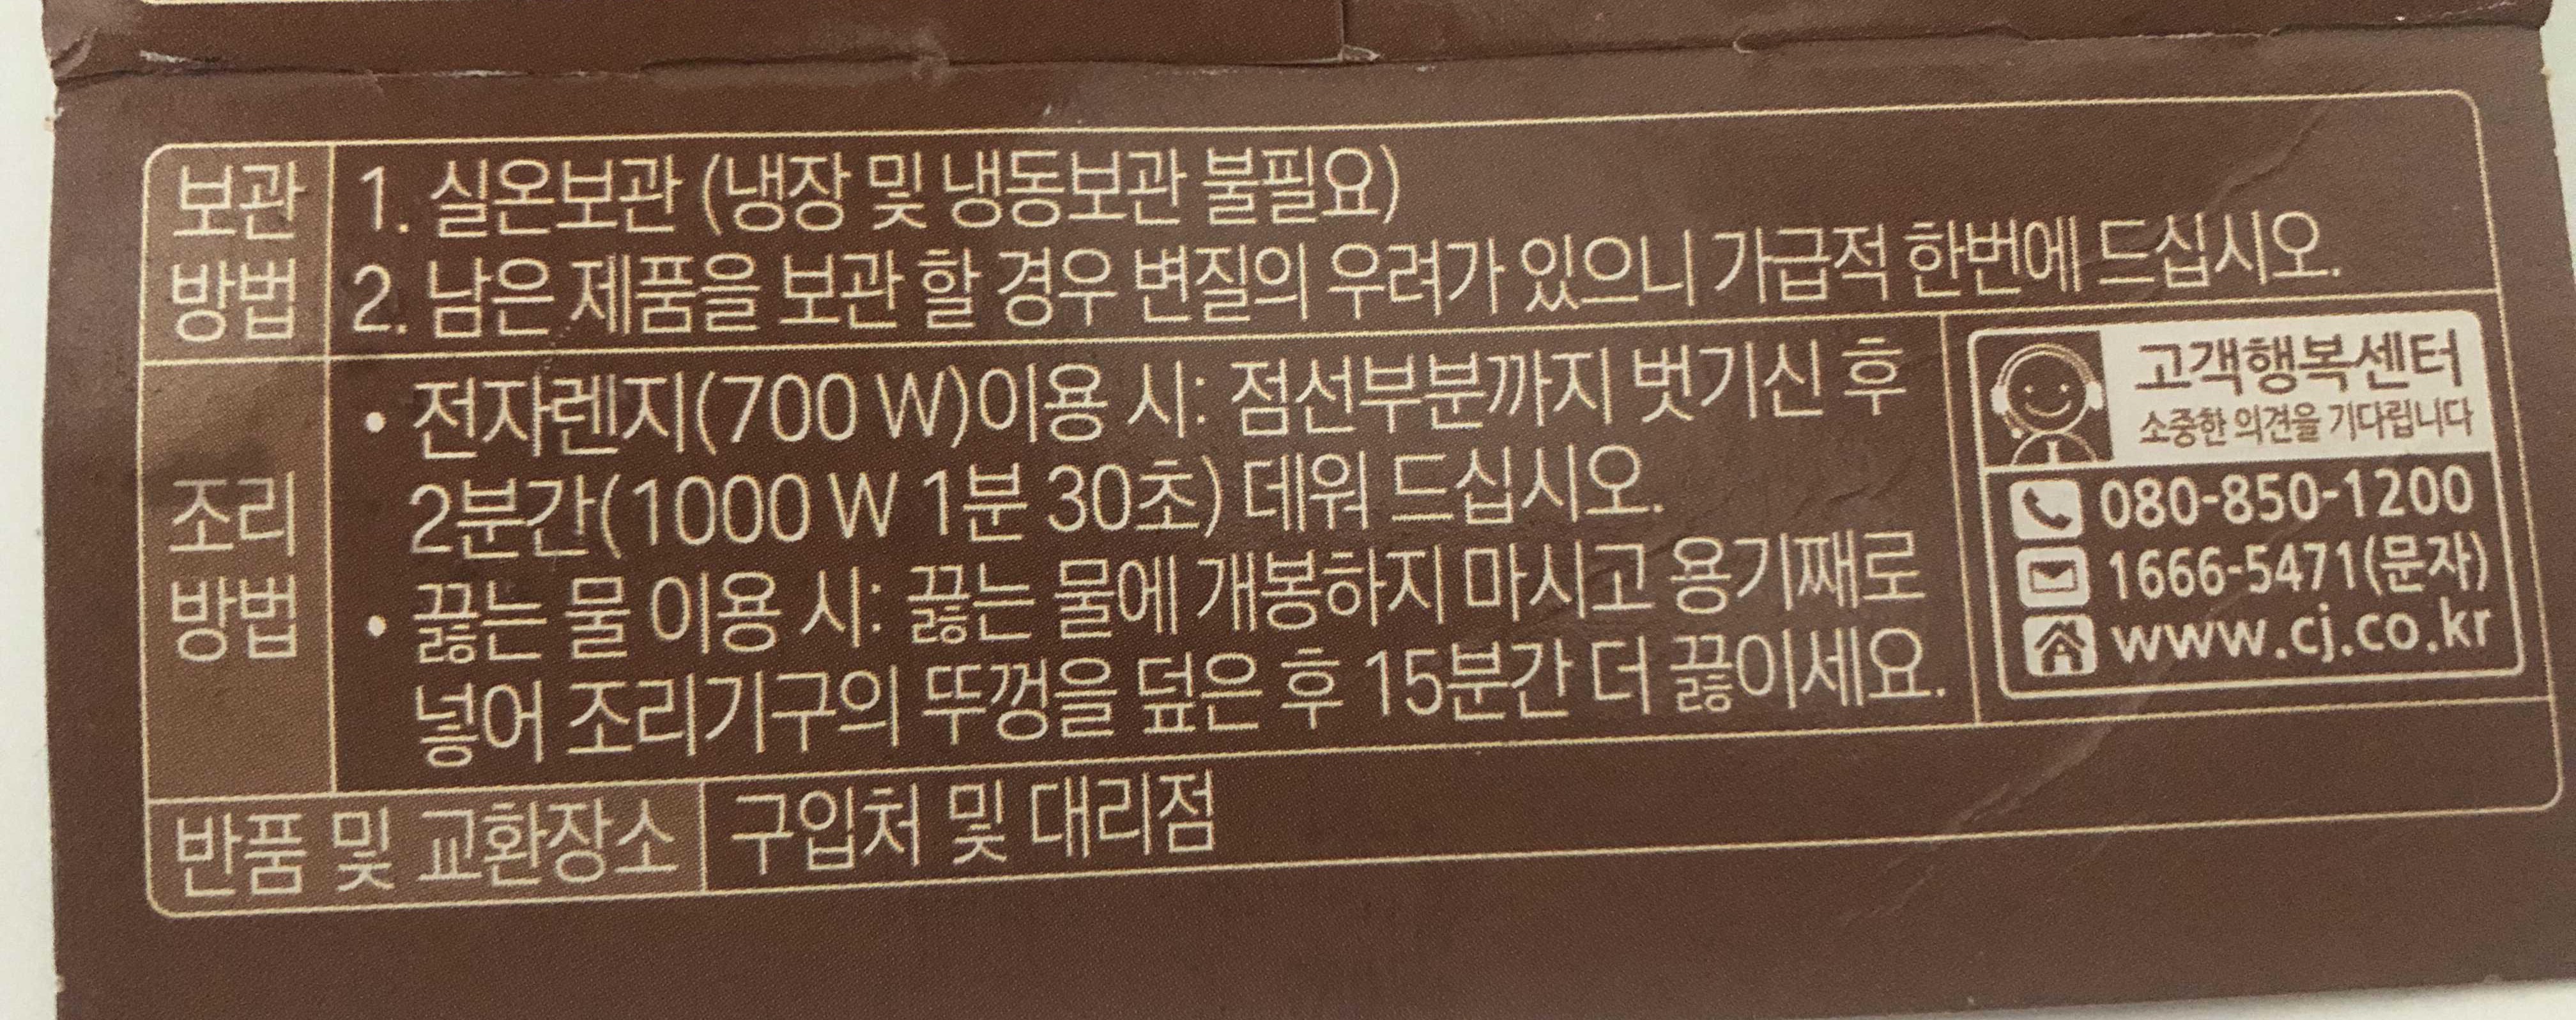 보관
방법
1. 실온보관 (냉장 및 냉동보관 불필요)
2. 남은 제품을 보관 할 경우 변질의 우려가 있으니 가급적 한번에 드십시오.
조리
방법
• 전자렌지(700 W)이용 시: 점선부분까지 벗기신 후
2분간(1000 W 1분 30초) 데워 드십시오.
• 끓는 물 이용 시: 끓는 물에 개봉하지 마시고 용기째로
넣어 조리기구의 뚜껑을 덮은 후 15분간 더 끓이세요.
고객행복센터
소중한 의견을 기다립니다
080-850-1200
1666-5471(문자)
www.cj.co.kr
반품 및 교환장소 구입처 및 대리점